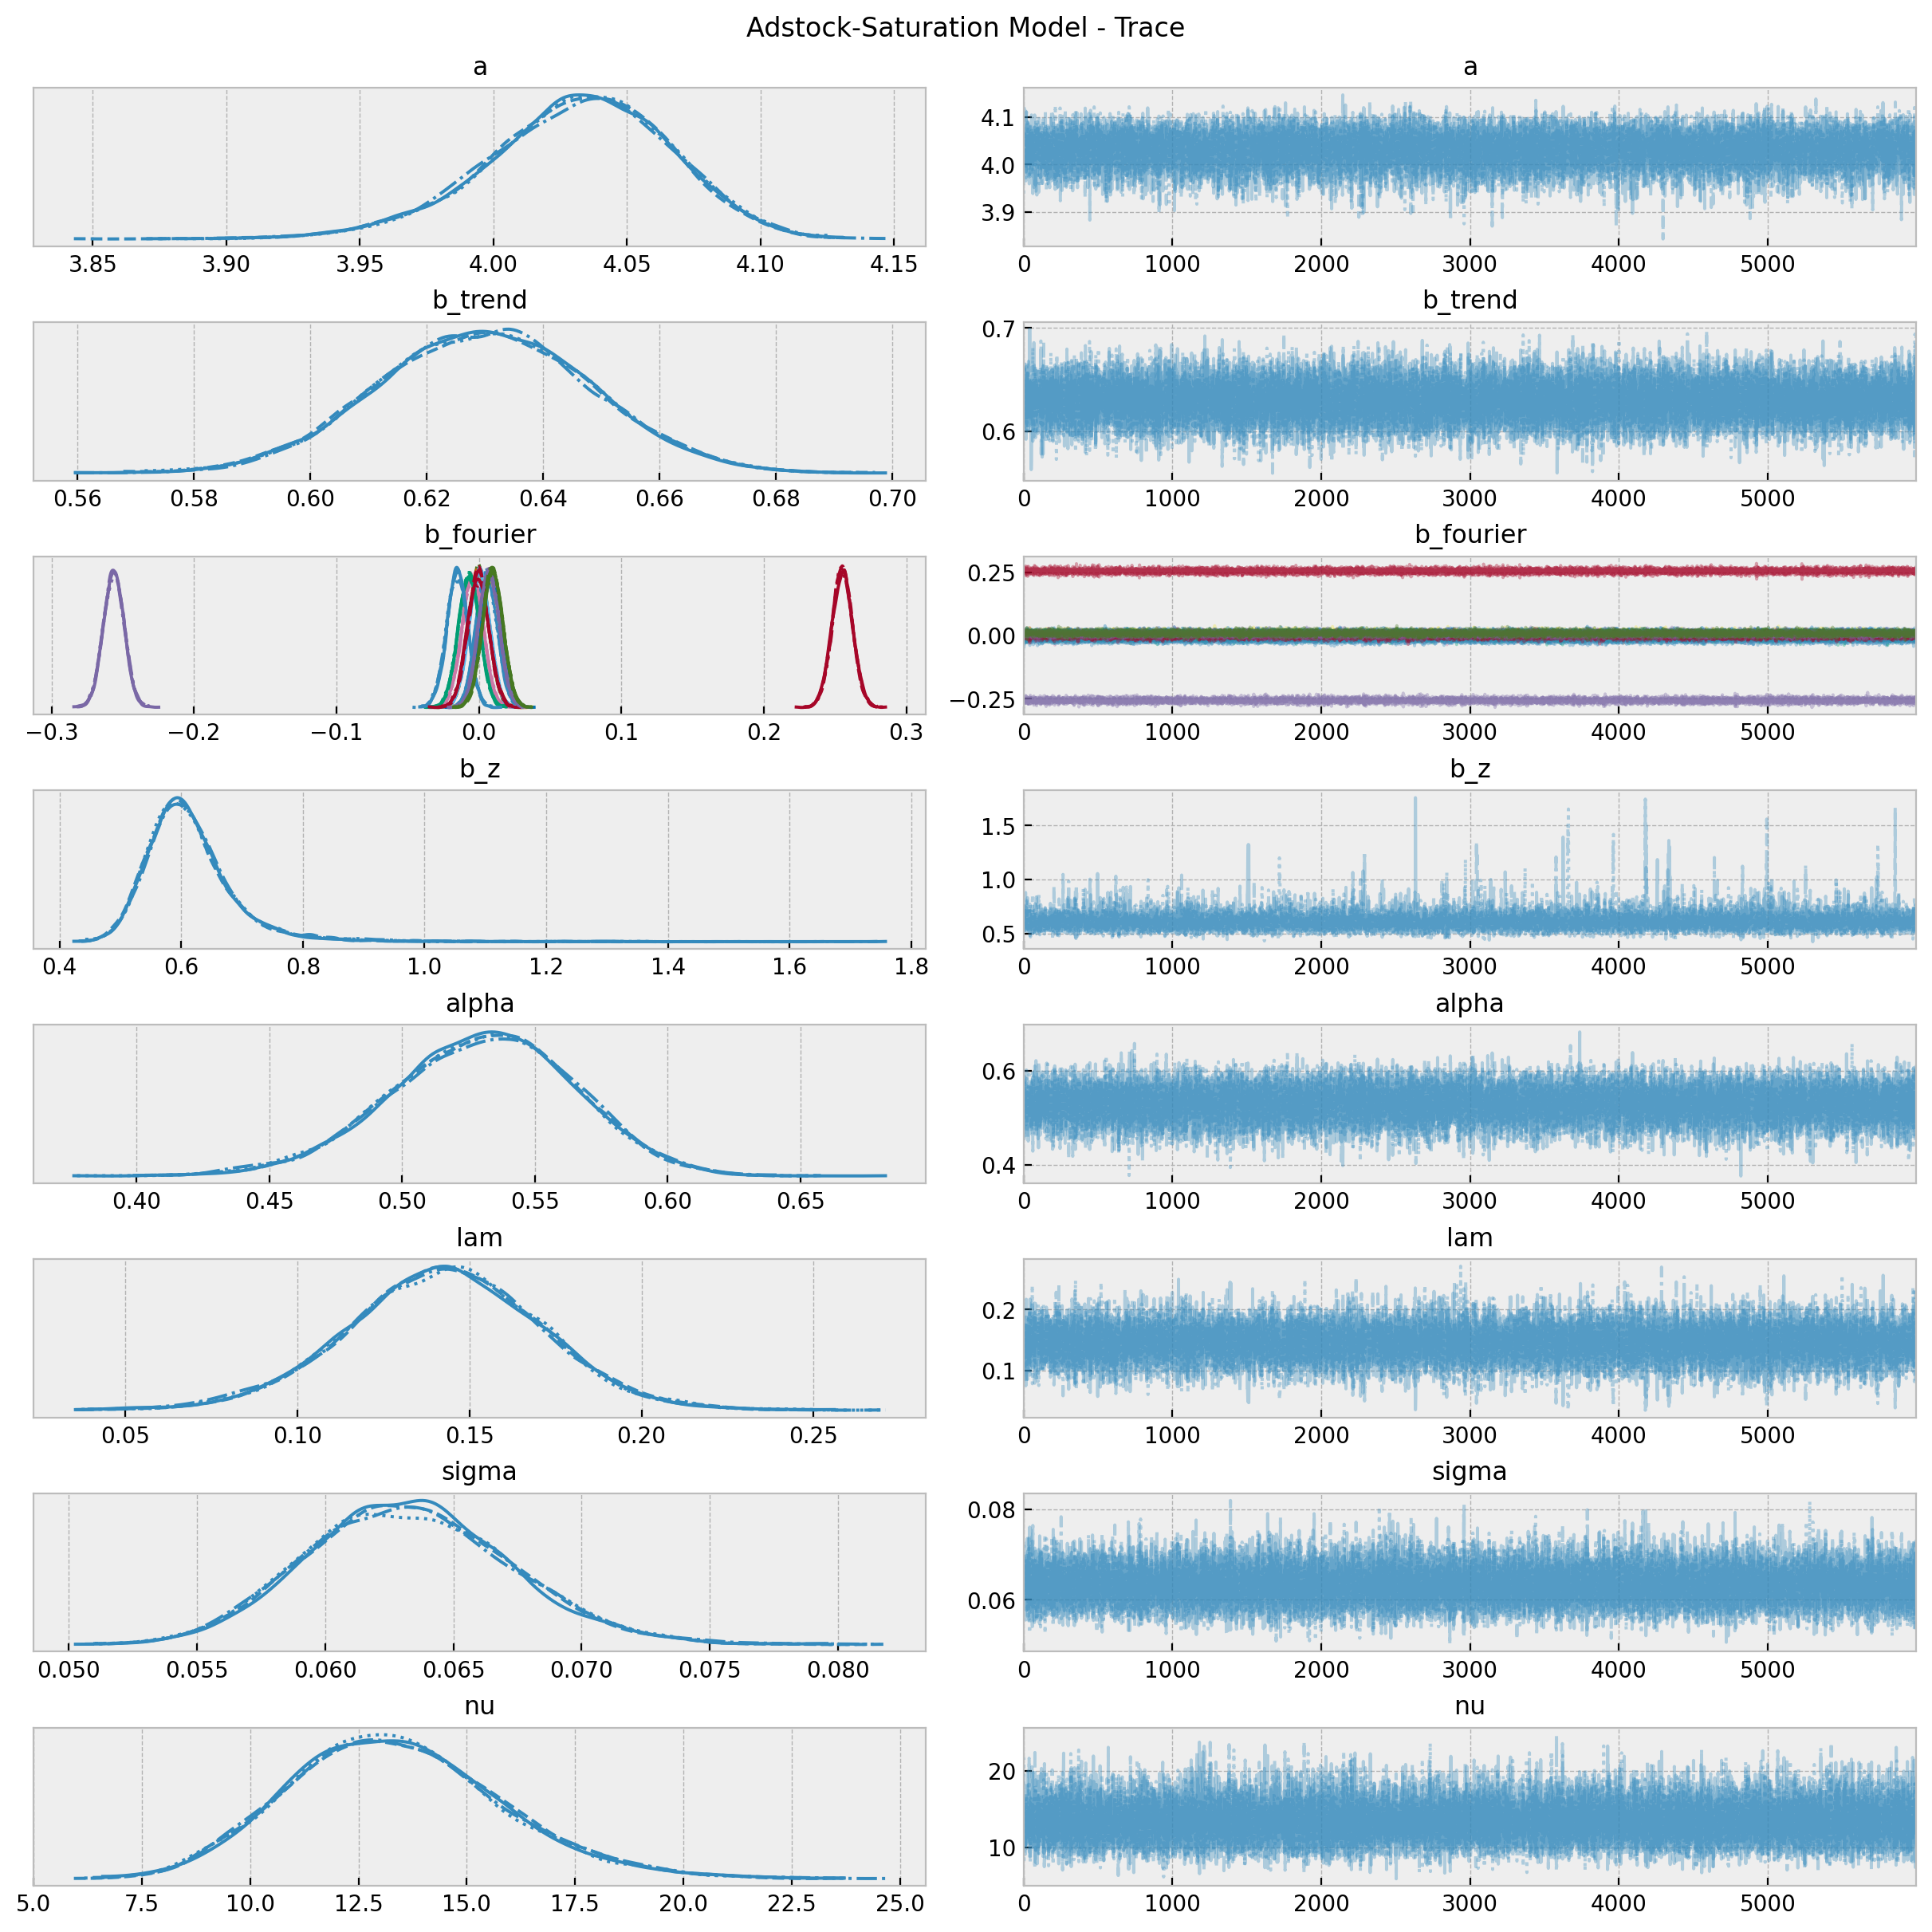 Adstock-Saturation Model - Trace
a
a
3.85 3.90 3.95 4.00 4.05 4.10 4.15
4.1
4.0
3.9
0 1000 2000 3000 4000 5000
b_trend
b_trend
0.56 0.58 0.60 0.62 0.64 0.66 0.68 0.70
0.7
0.6
0 1000 2000 3000 4000 5000
b_fourier
b_fourier
−0.3 −0.2 −0.1 0.0 0.1 0.2 0.3
0.25
0.00
−0.25
0 1000 2000 3000 4000 5000
b_z
b_z
0.4 0.6 0.8 1.0 1.2 1.4 1.6 1.8
1.5
1.0
0.5
0 1000 2000 3000 4000 5000
alpha
alpha
0.40 0.45 0.50 0.55 0.60 0.65
0.6
0.4
0 1000 2000 3000 4000 5000
lam
lam
0.05 0.10 0.15 0.20 0.25
0.2
0.1
0 1000 2000 3000 4000 5000
sigma
sigma
0.050 0.055 0.060 0.065 0.070 0.075 0.080
0.08
0.06
0 1000 2000 3000 4000 5000
nu
nu
5.0 7.5 10.0 12.5 15.0 17.5 20.0 22.5 25.0
20
10
0 1000 2000 3000 4000 5000